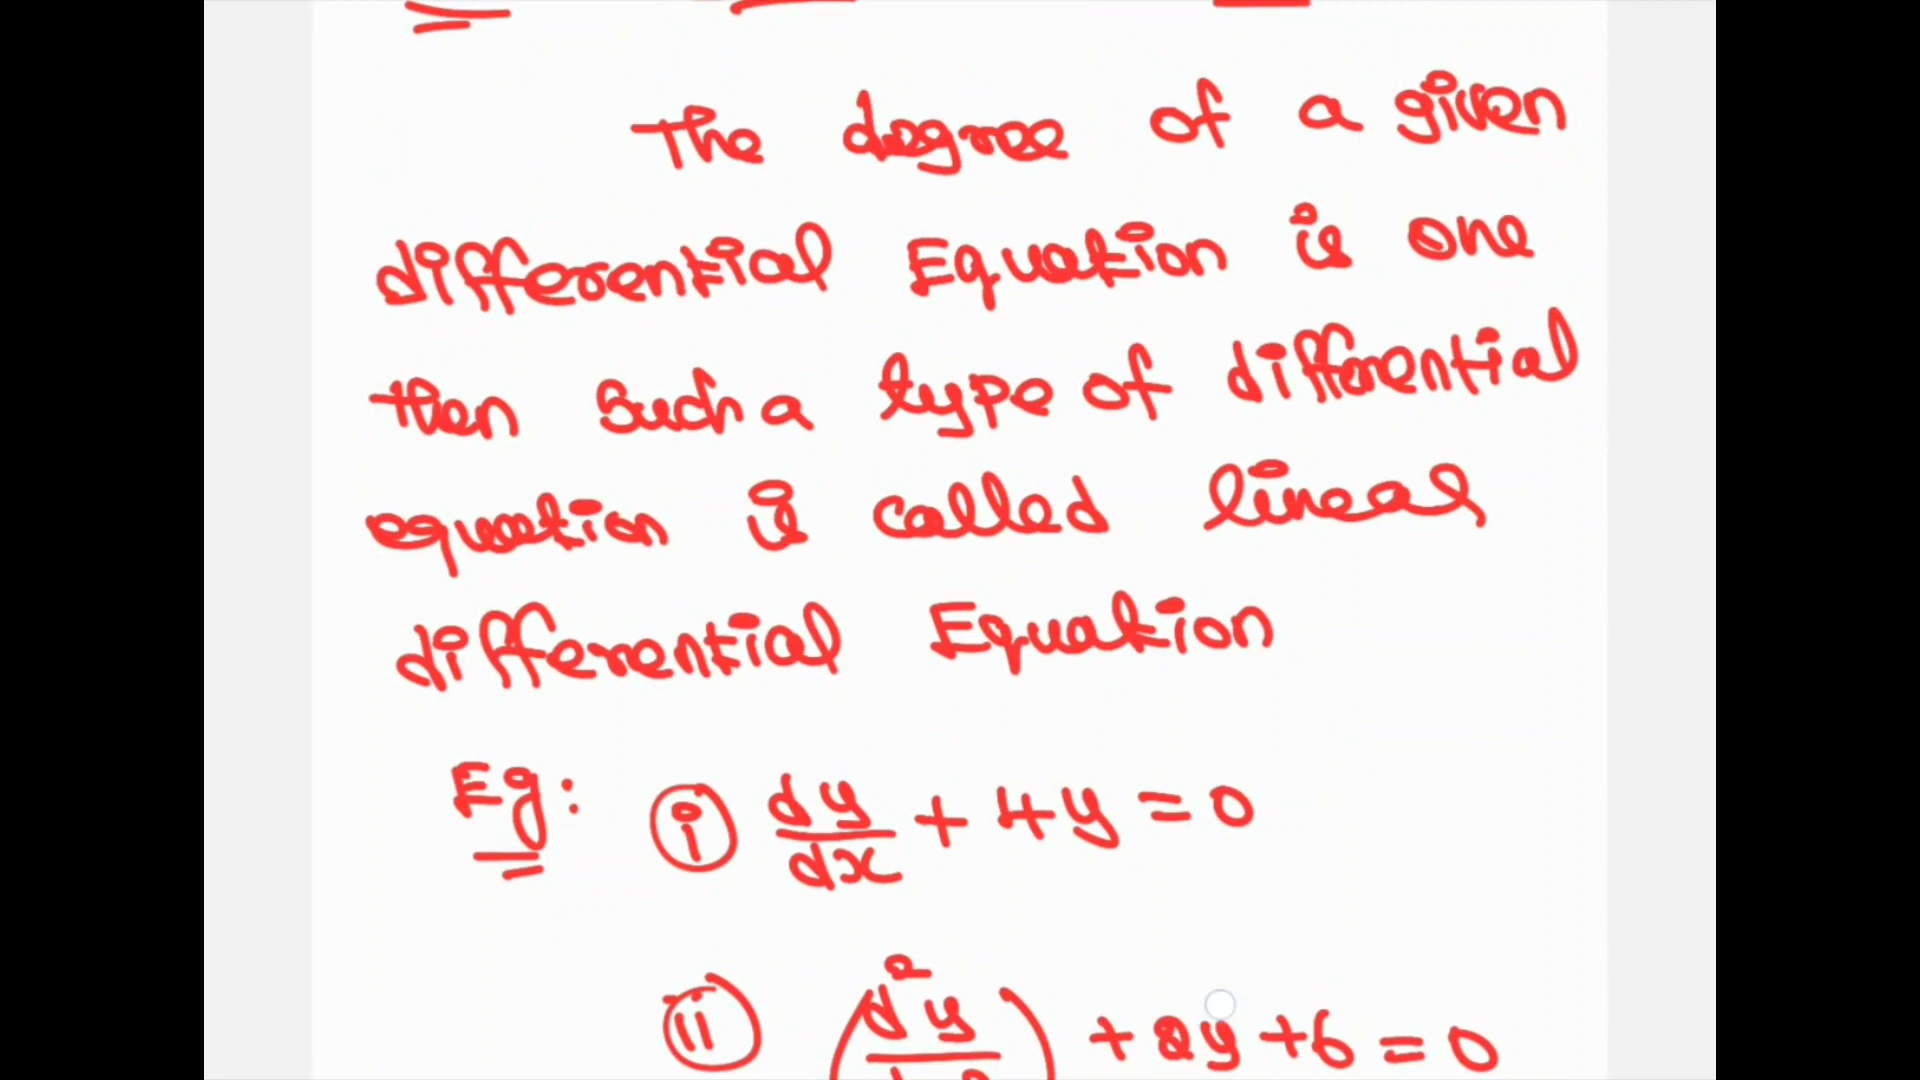 The degree of a given
differential Equation is one
then such a type of differential
equation is called linear
differential Equation
Eg: (i) dy/dx + 4y = 0
(ii) (d²y/ ) + 2y + 6 = 0